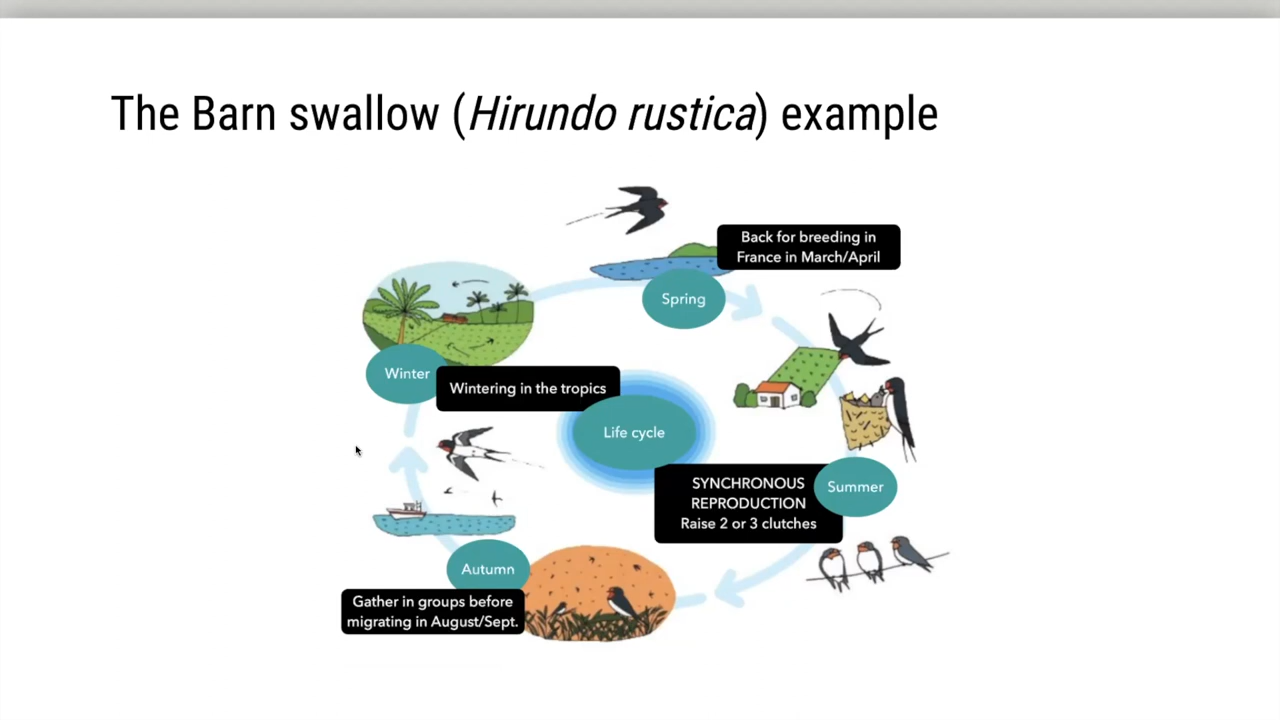 The Barn swallow (Hirundo rustica) example
Back for breeding in
France in March/April
Spring
Winter
Wintering in the tropics
Life cycle
SYNCHRONOUS
REPRODUCTION
Raise 2 or 3 clutches
Summer
Autumn
Gather in groups before
migrating in August/Sept.